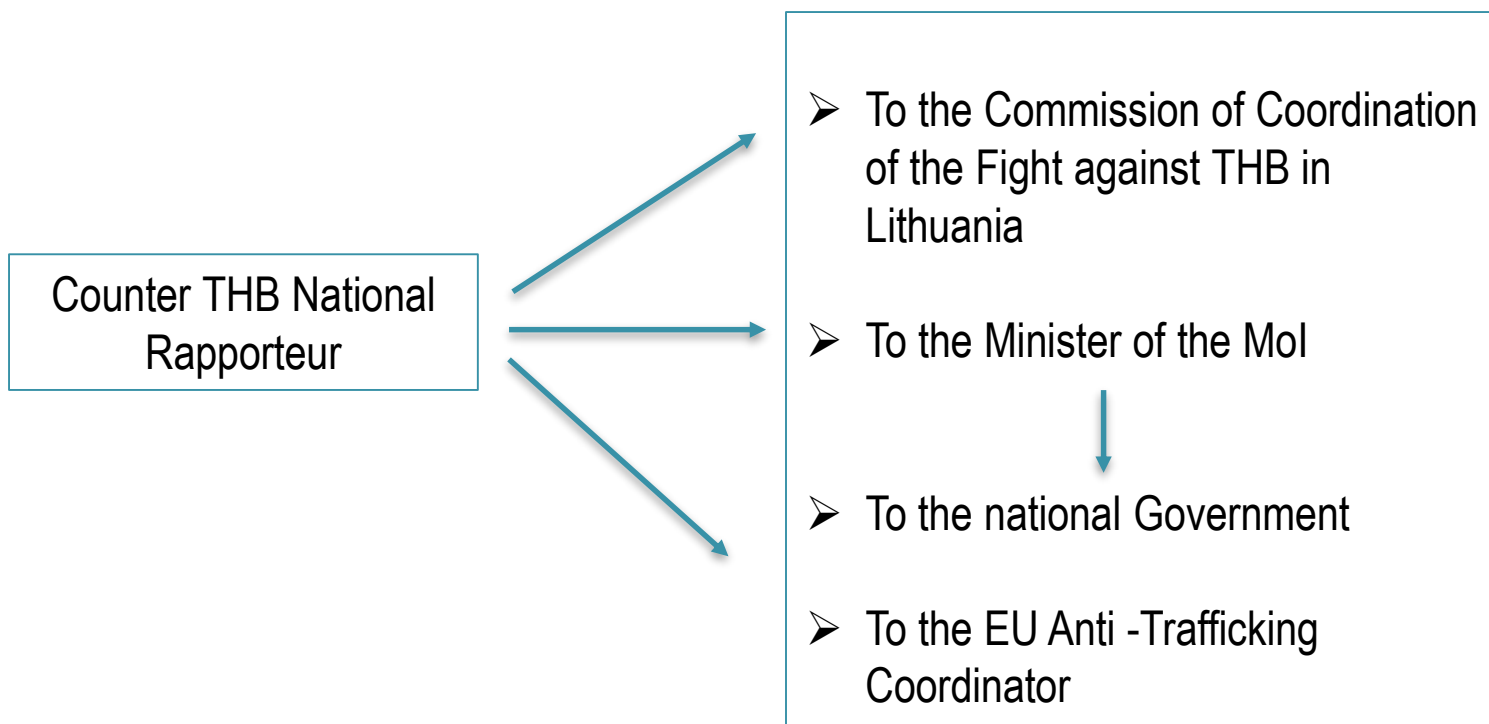 ➢ To the Commission of Coordination
of the Fight against THB in
Lithuania
Counter THB National
Rapporteur
➢ To the Minister of the MoI
➢ To the national Government
➢ To the EU Anti -Trafficking
Coordinator